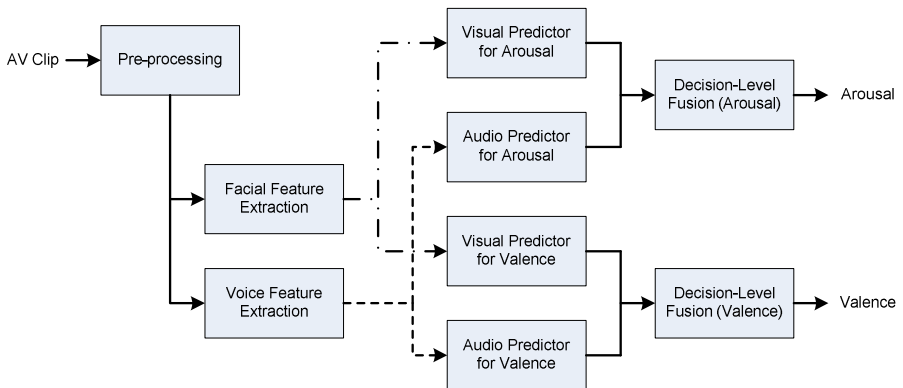 AV Clip
Pre-processing
Facial Feature
Extraction
Voice Feature
Extraction
Visual Predictor
for Arousal
Audio Predictor
for Arousal
Visual Predictor
for Valence
Audio Predictor
for Valence
Decision-Level
Fusion (Arousal)
Arousal
Decision-Level
Fusion (Valence)
Valence